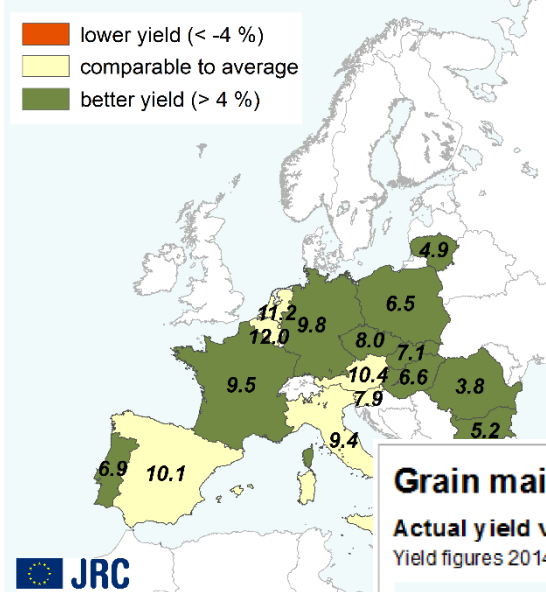 lower yield (< -4 %)
comparable to average
better yield (> 4 %)
4.9
11.2
9.8
6.5
12.0
8.0
7.1
10.4
6.6
3.8
9.5
7.9
5.2
9.4
6.9
10.1
Grain mai
Actual yield v
Yield figures 2014
JRC